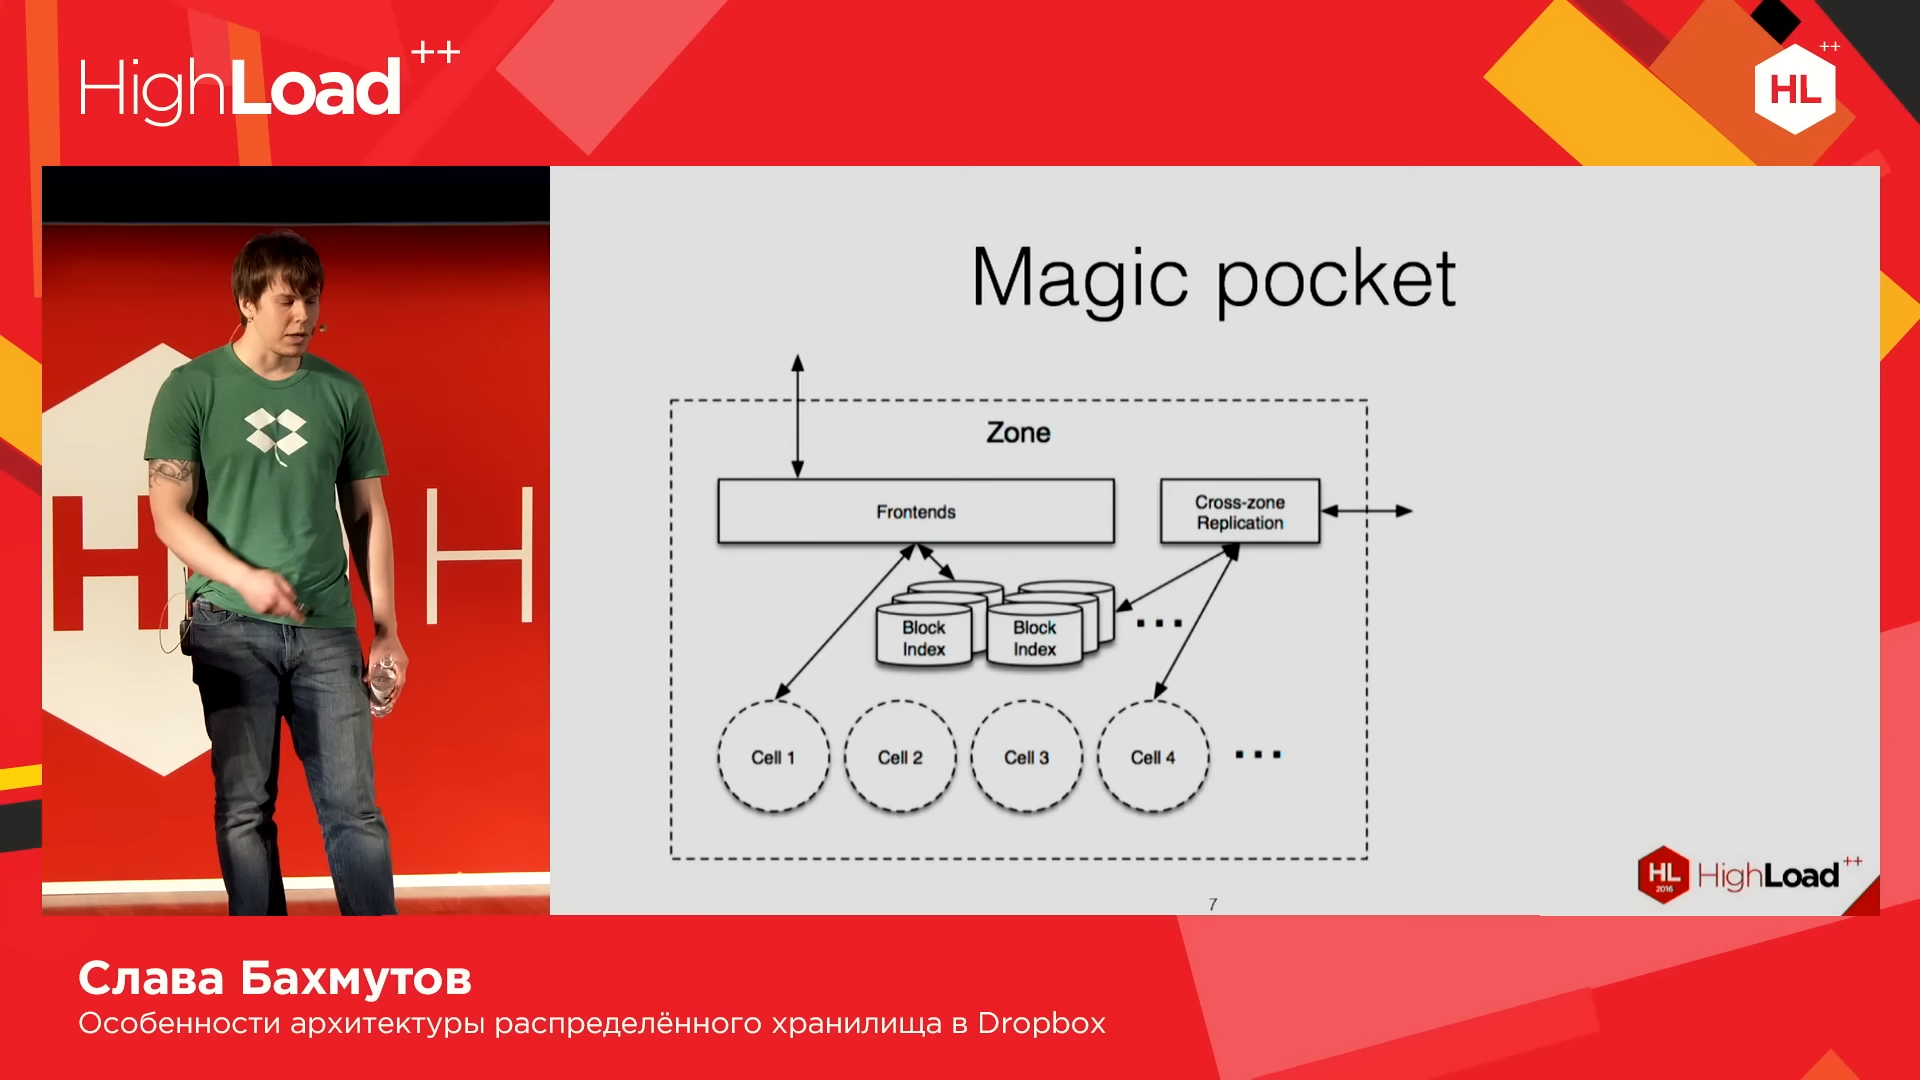 HighLoad++
HL++
H H
Magic pocket
Zone
Frontends
Cross-zone
Replication
Block
Index
Block
Index
...
Cell 1
Cell 2
Cell 3
Cell 4
...
7
HL
2016
HighLoad++
Слава Бахмутов
Особенности архитектуры распределённого хранилища в Dropbox